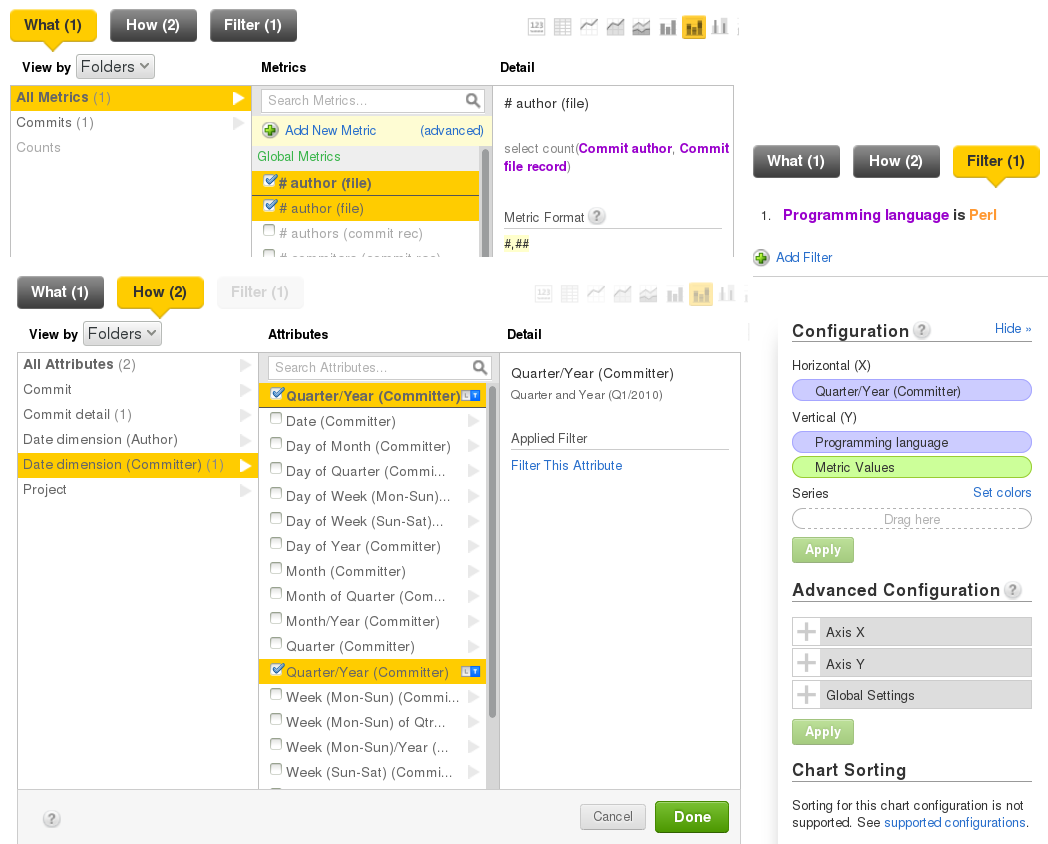 What (1)
How (2)
Filter (1)
123
View by Folders
Metrics
Detail
All Metrics (1)
Commits (1)
Counts
Search Metrics...
Add New Metric (advanced)
Global Metrics
# author (file)
# author (file)
# authors (commit rec)
# commiters (commit rec)
# author (file)
select count(Commit author, Commit
file record)
Metric Format ?
#,##
What (1)
How (2)
Filter (1)
1. Programming language is Perl
Add Filter
What (1)
How (2)
Filter (1)
123
View by Folders
Attributes
Detail
All Attributes (2)
Commit
Commit detail (1)
Date dimension (Author)
Date dimension (Committer) (1)
Project
Search Attributes...
Quarter/Year (Committer)
Date (Committer)
Day of Month (Committer)
Day of Quarter (Commi...
Day of Week (Mon-Sun)...
Day of Week (Sun-Sat)...
Day of Year (Committer)
Month (Committer)
Month of Quarter (Com...
Month/Year (Committer)
Quarter (Committer)
Quarter/Year (Committer)
Week (Mon-Sun) (Commi...
Week (Mon-Sun) of Qtr...
Week (Mon-Sun)/Year (...
Week (Sun-Sat) (Commi...
Quarter/Year (Committer)
Quarter and Year (Q1/2010)
Applied Filter
Filter This Attribute
?
Cancel
Done
Configuration ?
Hide »
Horizontal (X)
Quarter/Year (Committer)
Vertical (Y)
Programming language
Metric Values
Series
Set colors
Drag here
Apply
Advanced Configuration ?
Axis X
Axis Y
Global Settings
Apply
Chart Sorting
Sorting for this chart configuration is not
supported. See supported configurations.